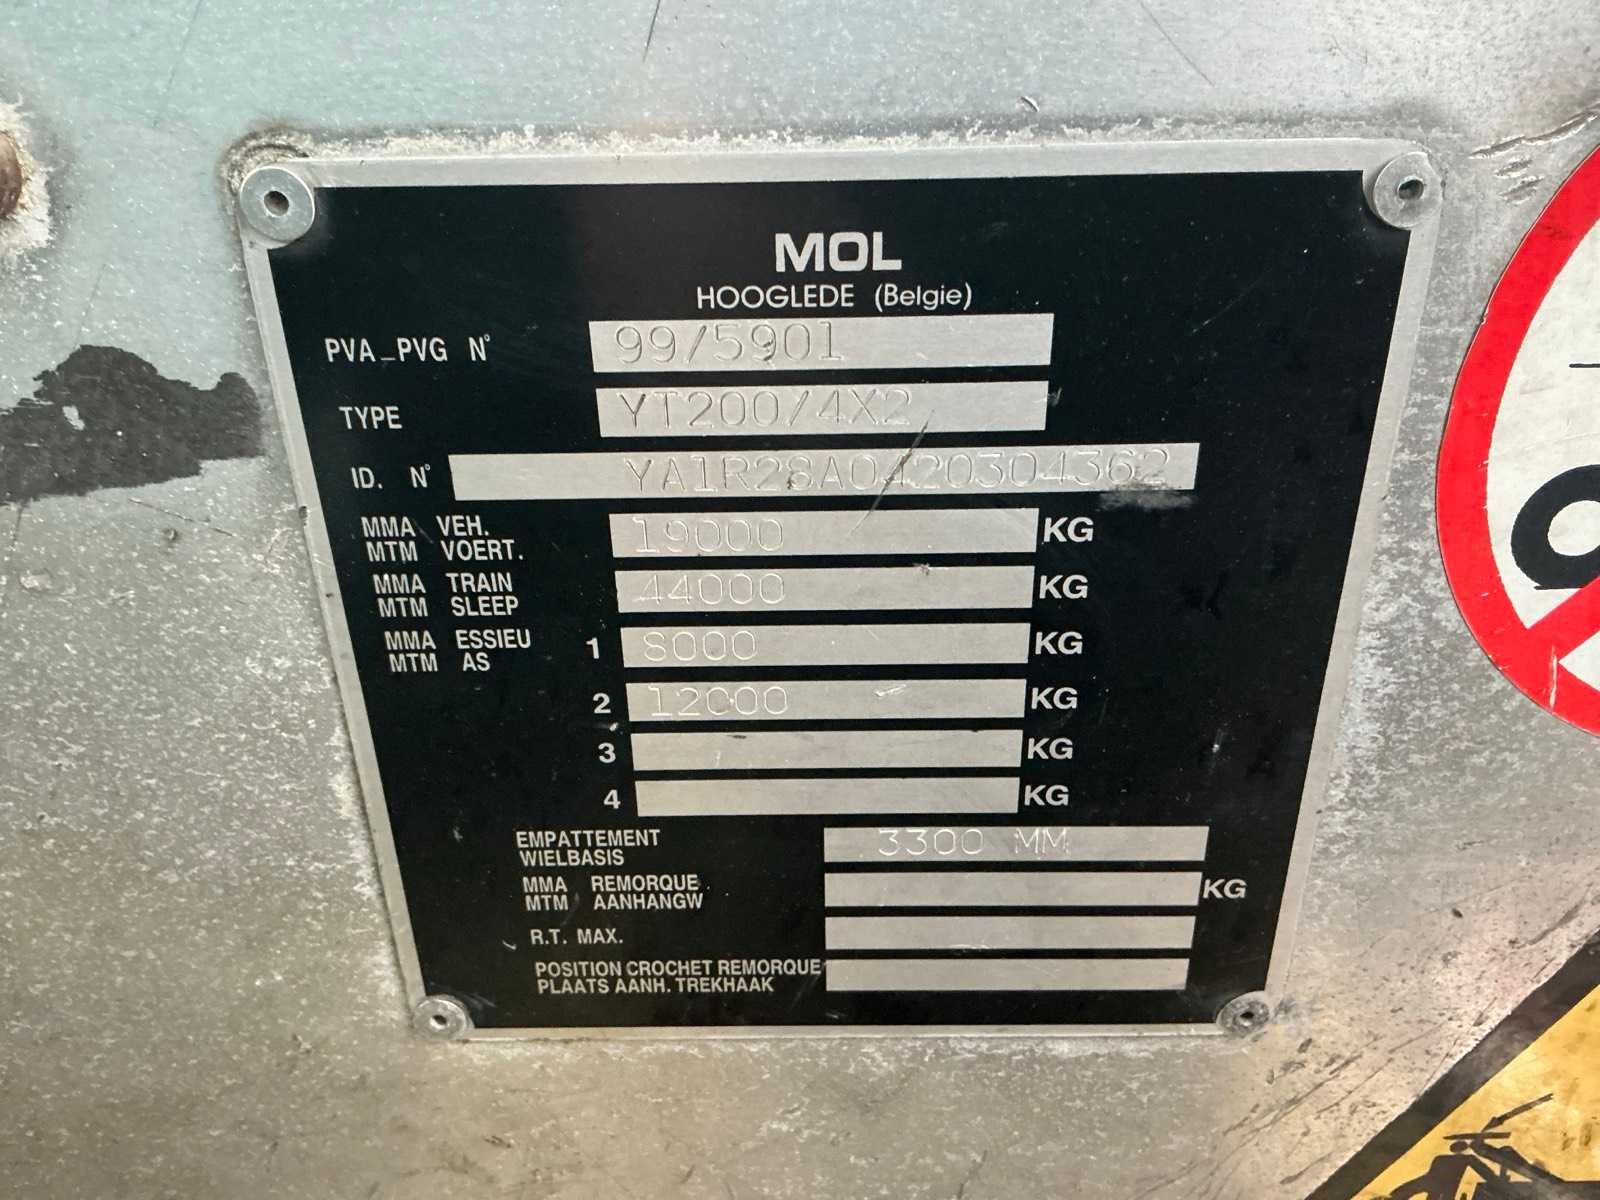 MOL
HOOGLEDE (Belgie)
PVA_PVG N° 99/5901
TYPE YT200/4X2
ID. N° YA1R28A0420304362
MMA VEH.
MTM VOERT. 19000 KG
MMA TRAIN
MTM SLEEP 44000 KG
MMA ESSIEU
MTM AS 1 8000 KG
2 12000 KG
3 KG
4 KG
EMPATTEMENT
WIELBASIS 3300 MM
MMA REMORQUE
MTM AANHANGW KG
R.T. MAX.
POSITION CROCHET REMORQUE
PLAATS AANH. TREKHAAK